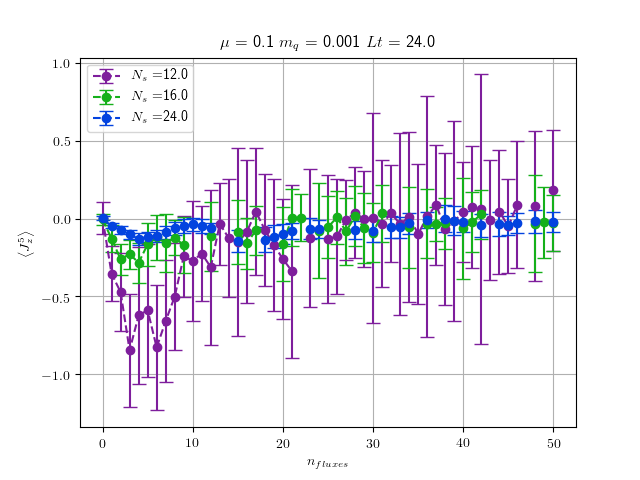 μ = 0.1 m_q = 0.001 Lt = 24.0
N_s =12.0
N_s =16.0
N_s =24.0
1.0
0.5
0.0
−0.5
−1.0
⟨J_z^5⟩
0
10
20
30
40
50
n_fluxes